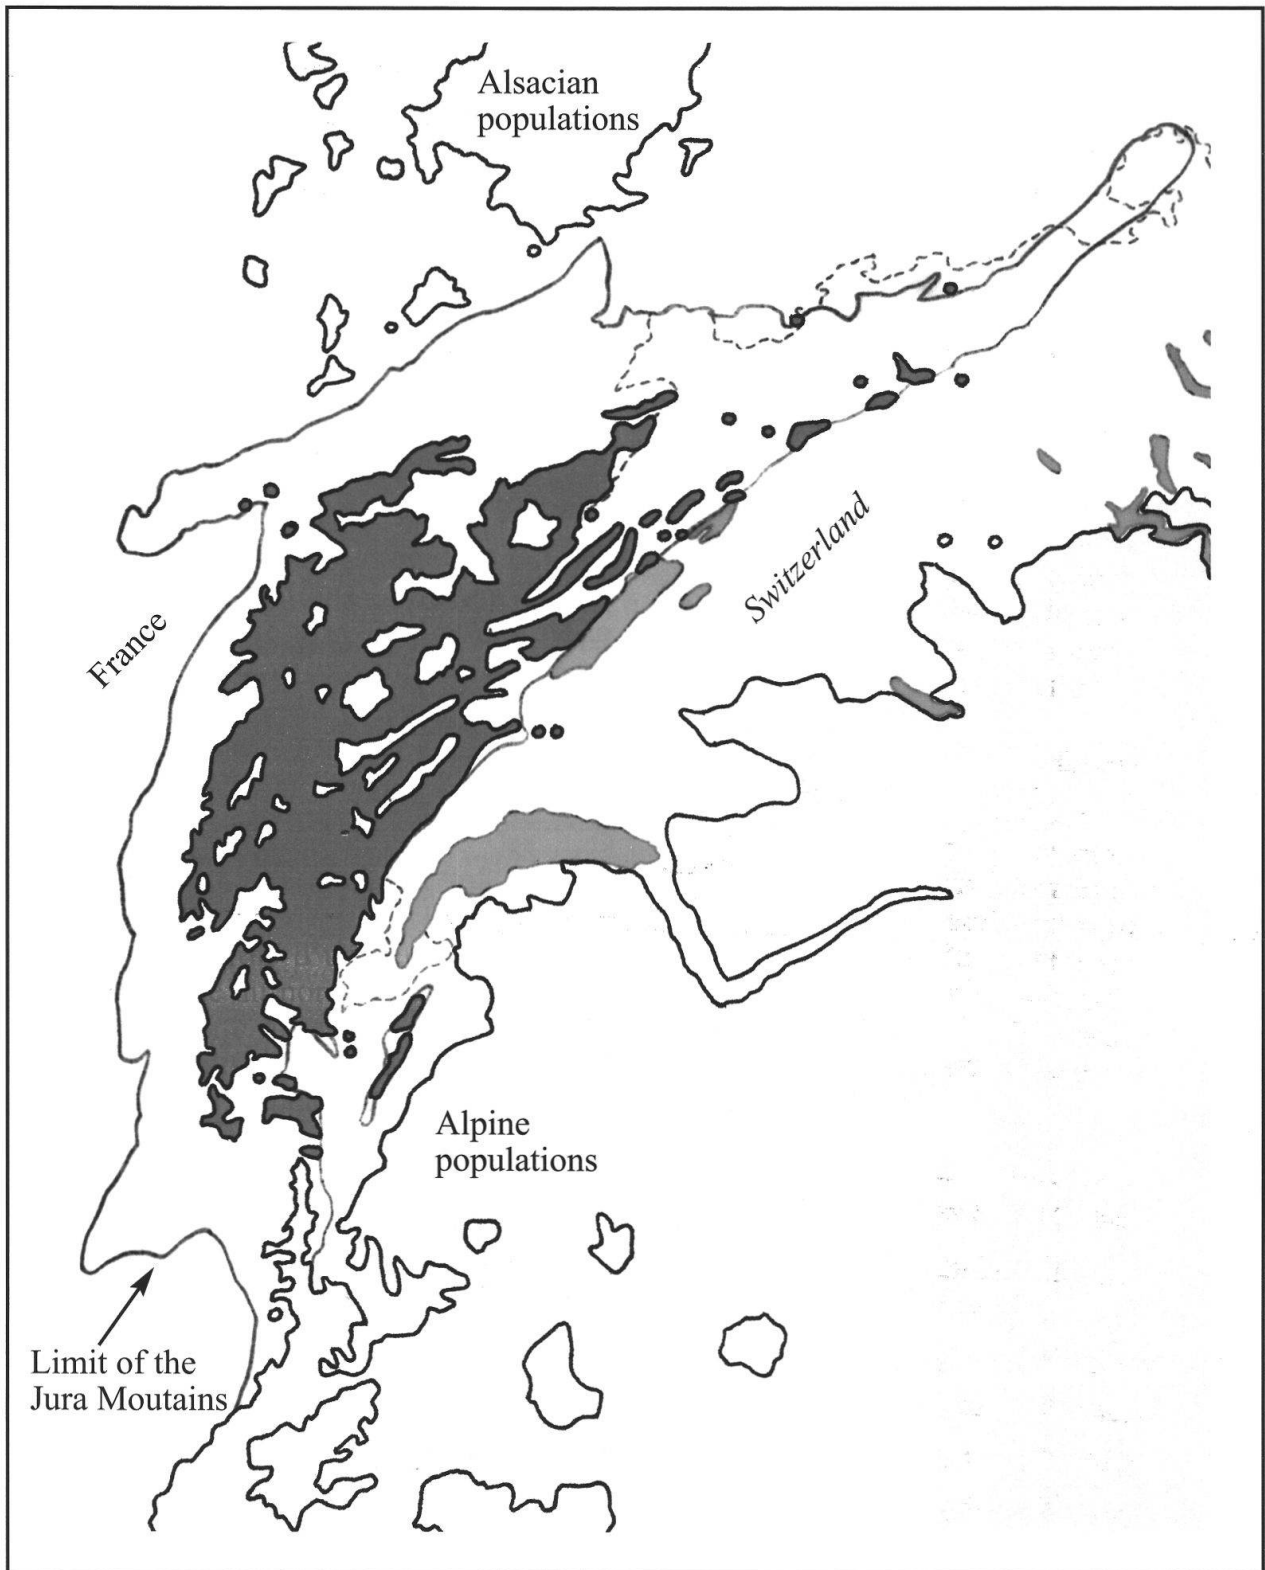 Alsacian
populations
France
Switzerland
Alpine
populations
Limit of the
Jura Moutains